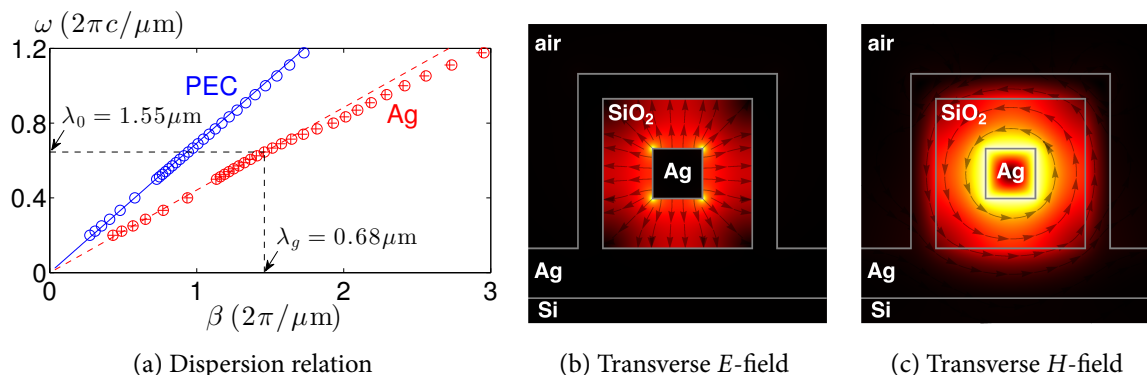 ω (2πc/μm)
1.2
0.8
0.4
0
PEC
Ag
λ₀ = 1.55μm
λg = 0.68μm
0
1
2
3
β (2π/μm)
(a) Dispersion relation
air
SiO₂
Ag
Ag
Si
(b) Transverse E-field
air
SiO₂
Ag
Ag
Si
(c) Transverse H-field